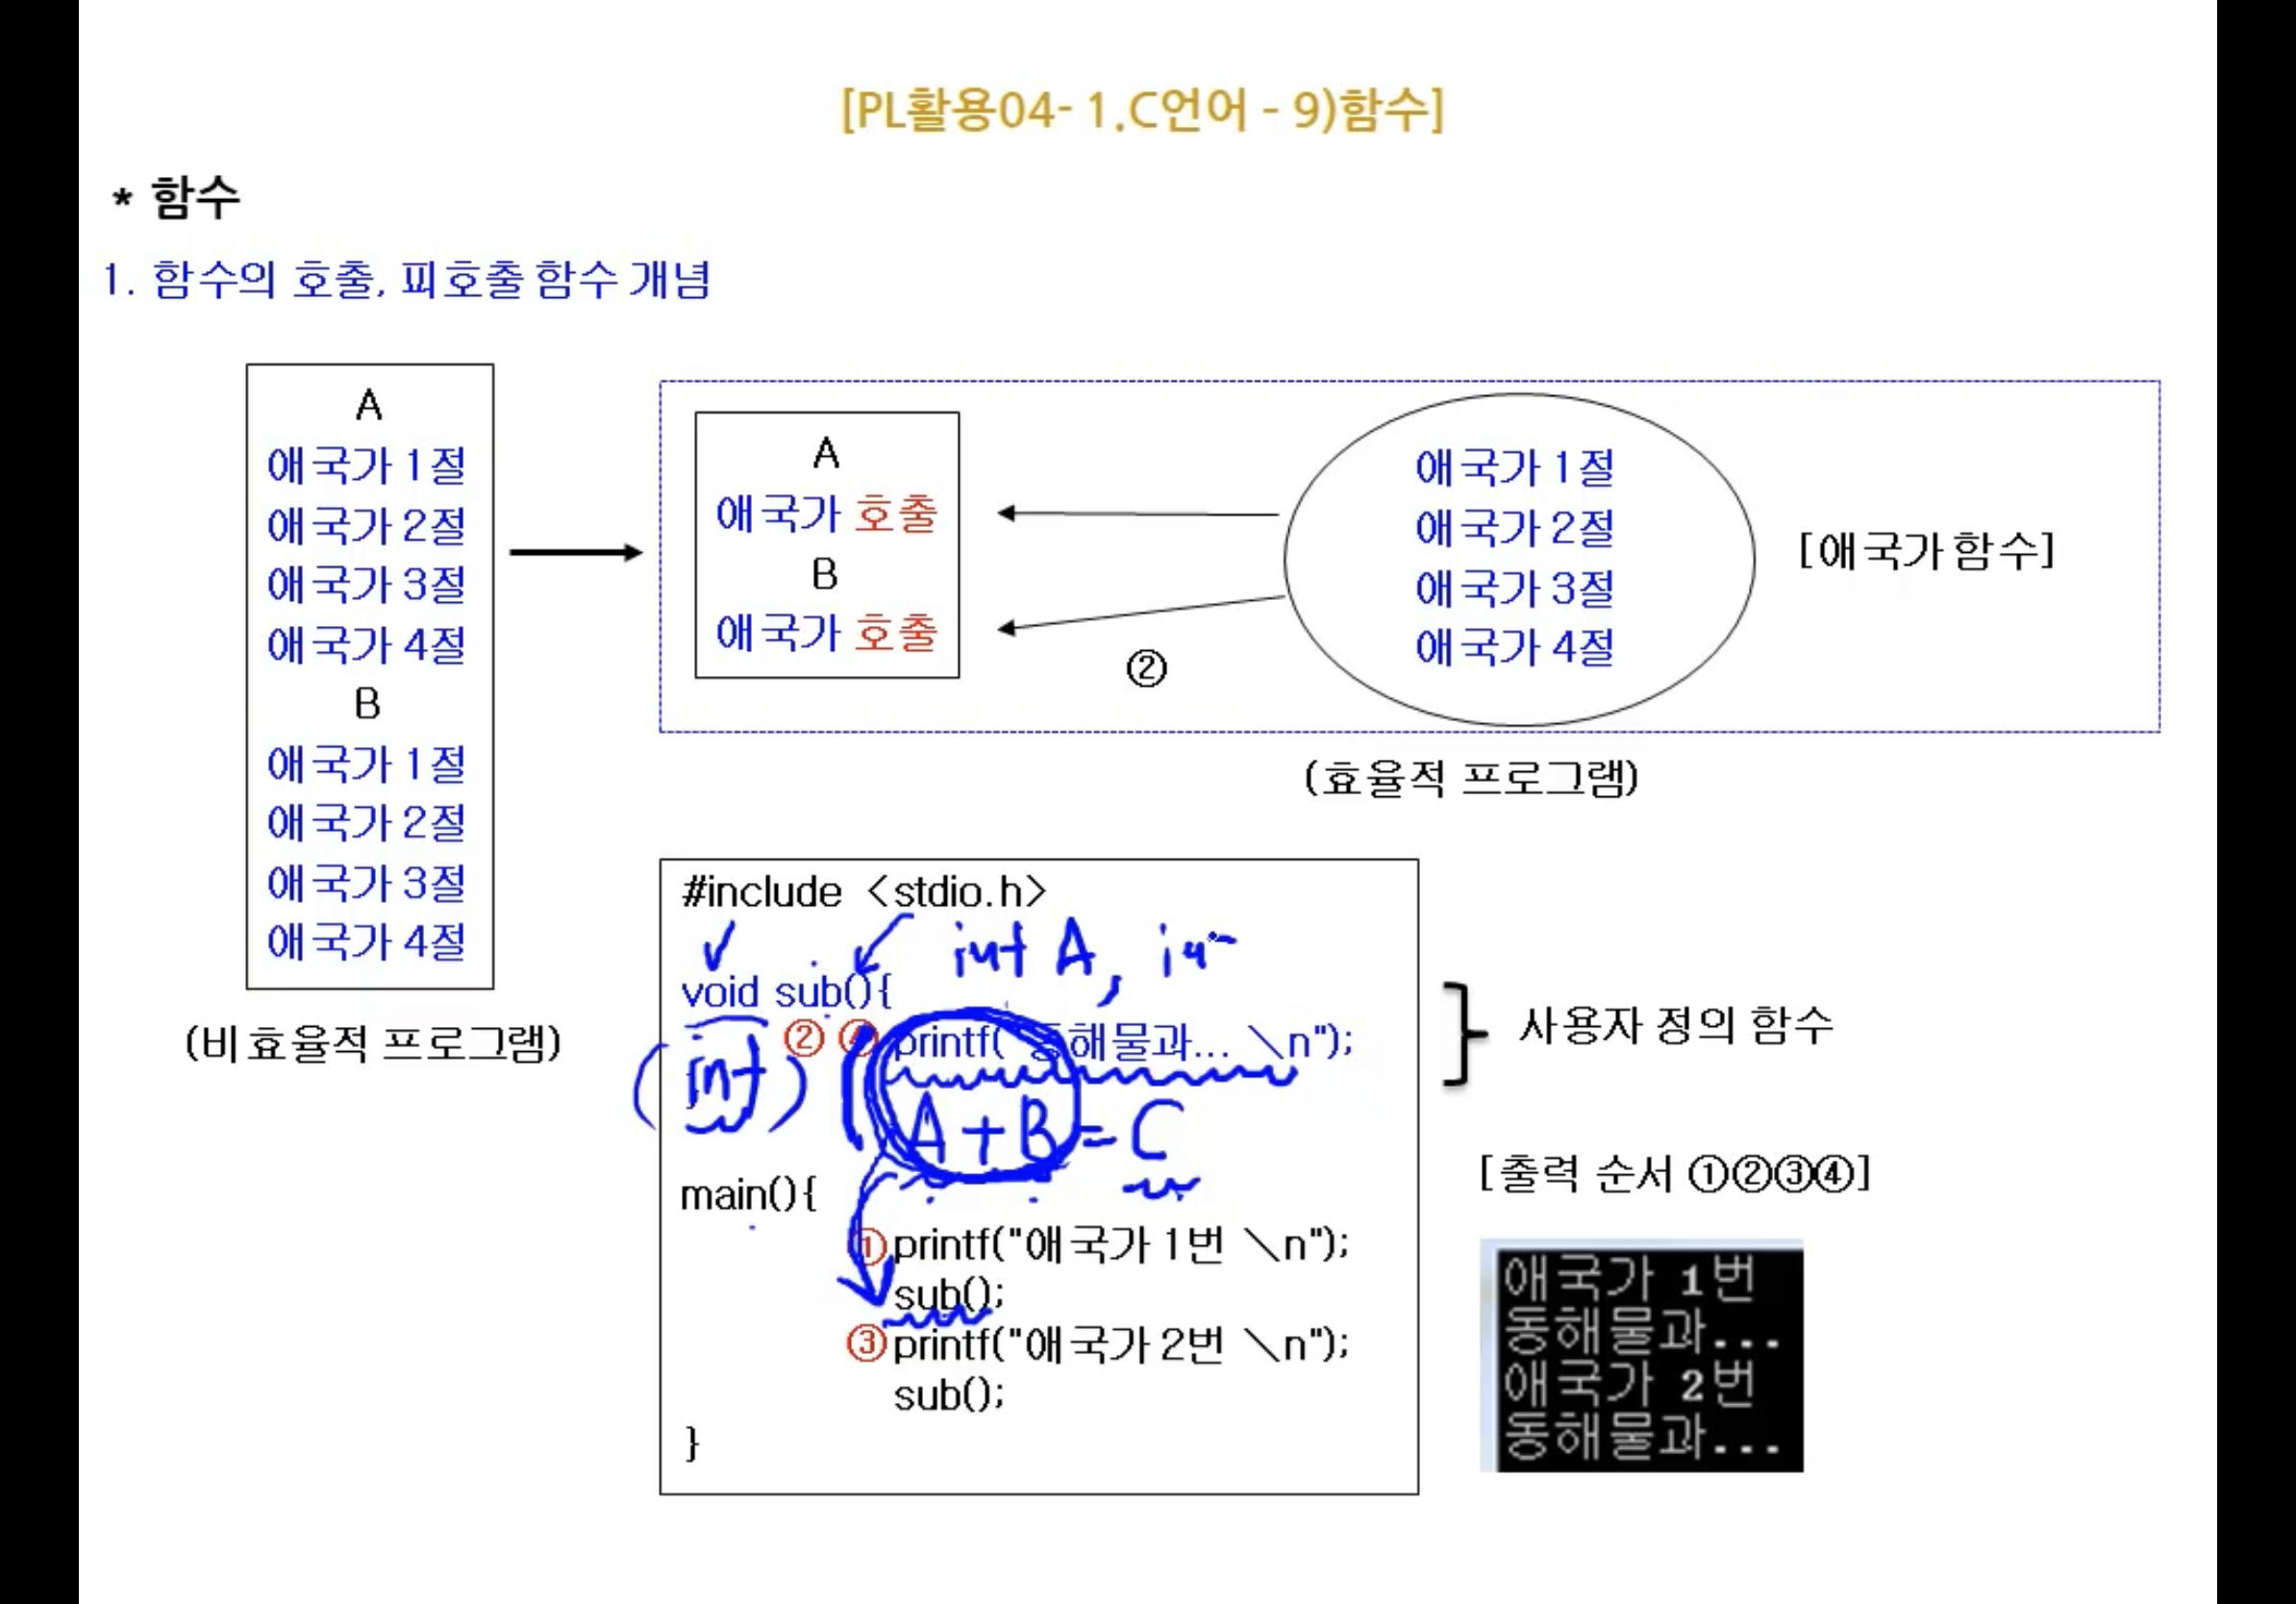 [PL활용04- 1.C언어 - 9)함수]
* 함수
1. 함수의 호출, 피호출 함수 개념
A
애국가 1절
애국가 2절
애국가 3절
애국가 4절
B
애국가 1절
애국가 2절
애국가 3절
애국가 4절
(비효율적 프로그램)
A
애국가 호출
B
애국가 호출
②
애국가 1절
애국가 2절
애국가 3절
애국가 4절
[애국가 함수]
(효율적 프로그램)
#include <stdio.h>
int A,
void sub(){
② ④ printf("동해물과... \n");
(int)
A + B = C
main(){
① printf("애국가 1번 \n");
sub();
③ printf("애국가 2번 \n");
sub();
}
사용자 정의 함수
[출력 순서 ①②③④]
애국가 1번
동해물과...
애국가 2번
동해물과...